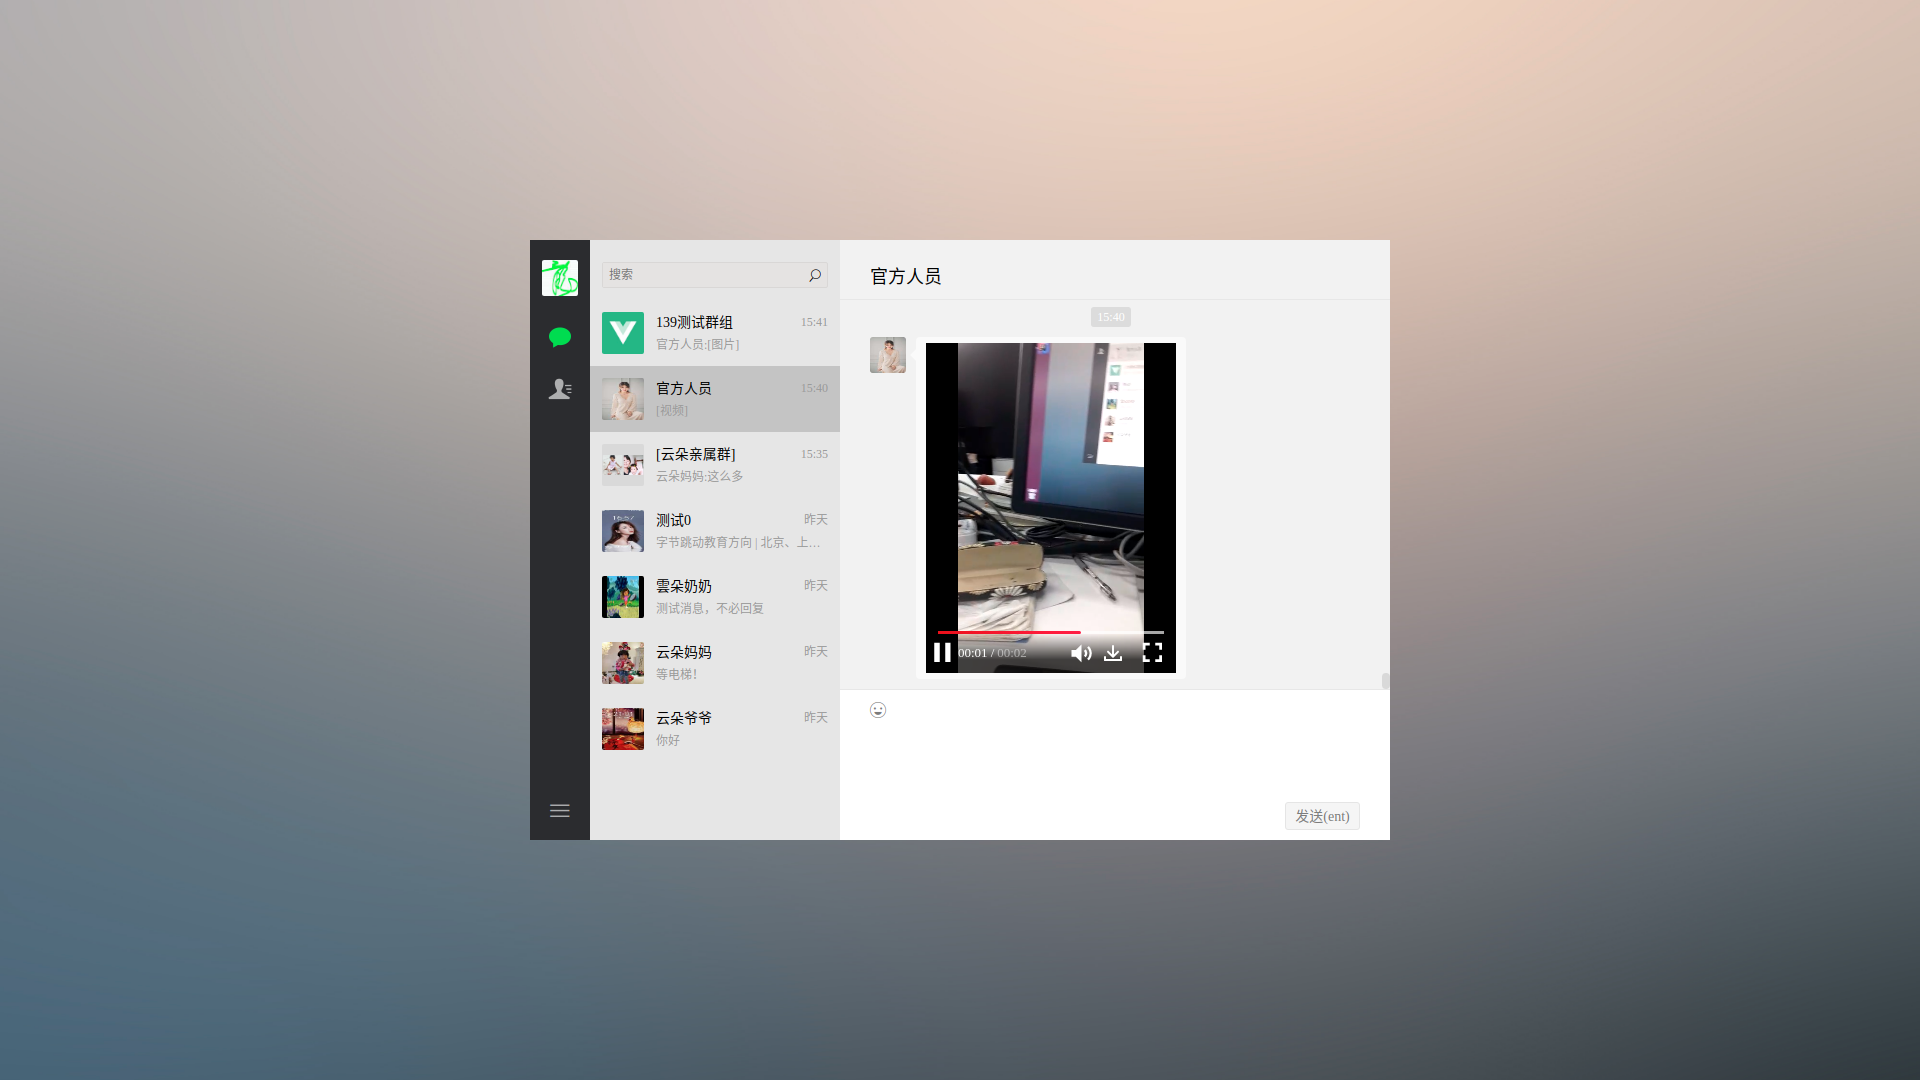 搜索
139测试群组
15:41
官方人员:[图片]
官方人员
15:40
[视频]
[云朵亲属群]
15:35
云朵妈妈:这么多
测试0
昨天
字节跳动教育方向 | 北京、上…
雲朵奶奶
昨天
测试消息，不必回复
云朵妈妈
昨天
等电梯！
云朵爷爷
昨天
你好
官方人员
15:40
00:01 / 00:02
发送(ent)